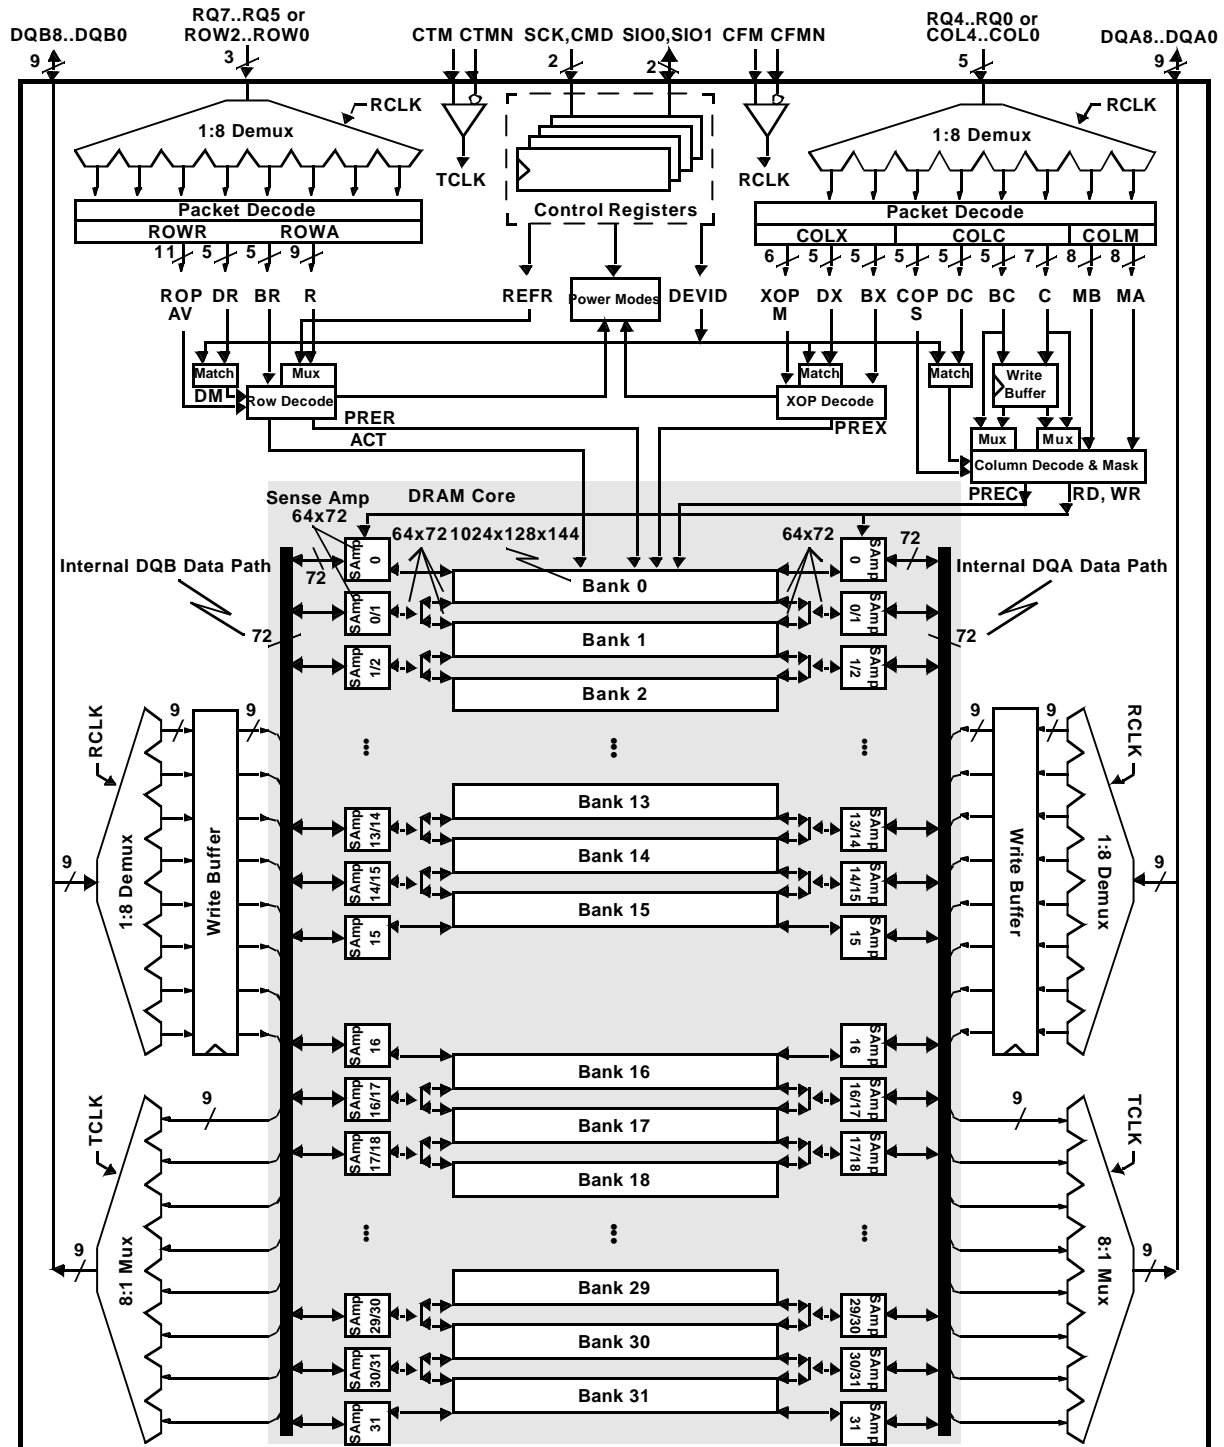 RQ7..RQ5 or
ROW2..ROW0
RQ4..RQ0 or
COL4..COL0
DQB8..DQB0
CTM CTMN
SCK,CMD
SIO0,SIO1
CFM CFMN
DQA8..DQA0
9
3
2
2
5
9
RCLK
1:8 Demux
TCLK
RCLK
RCLK
1:8 Demux
Control Registers
Packet Decode
ROWR
ROWA
Packet Decode
COLX
COLC
COLM
11
5
5
9
6
5
5
5
5
5
7
8
8
ROP
AV
DR
BR
R
REFR
Power Modes
DEVID
XOP
M
DX
BX
COP
S
DC
BC
C
MB
MA
Match
Mux
Match
Match
Write
Buffer
DM
Row Decode
XOP Decode
PRER
ACT
PREX
Mux
Mux
Column Decode & Mask
PREC
RD, WR
Sense Amp
64x72
DRAM Core
64x72
1024x128x144
64x72
72
72
Internal DQB Data Path
Internal DQA Data Path
72
72
SAmp
0
Bank 0
SAmp
0
SAmp
0/1
Bank 1
SAmp
0/1
SAmp
1/2
Bank 2
SAmp
1/2
RCLK
9
9
9
9
RCLK
Bank 13
SAmp
13/14
SAmp
13/14
Bank 14
SAmp
14/15
SAmp
14/15
Bank 15
SAmp
15
SAmp
15
9
1:8 Demux
Write Buffer
Write Buffer
1:8 Demux
9
SAmp
16
Bank 16
SAmp
16
SAmp
16/17
Bank 17
SAmp
16/17
SAmp
17/18
Bank 18
SAmp
17/18
TCLK
9
9
TCLK
9
8:1 Mux
8:1 Mux
9
Bank 29
SAmp
29/30
SAmp
29/30
Bank 30
SAmp
30/31
SAmp
30/31
Bank 31
SAmp
31
SAmp
31